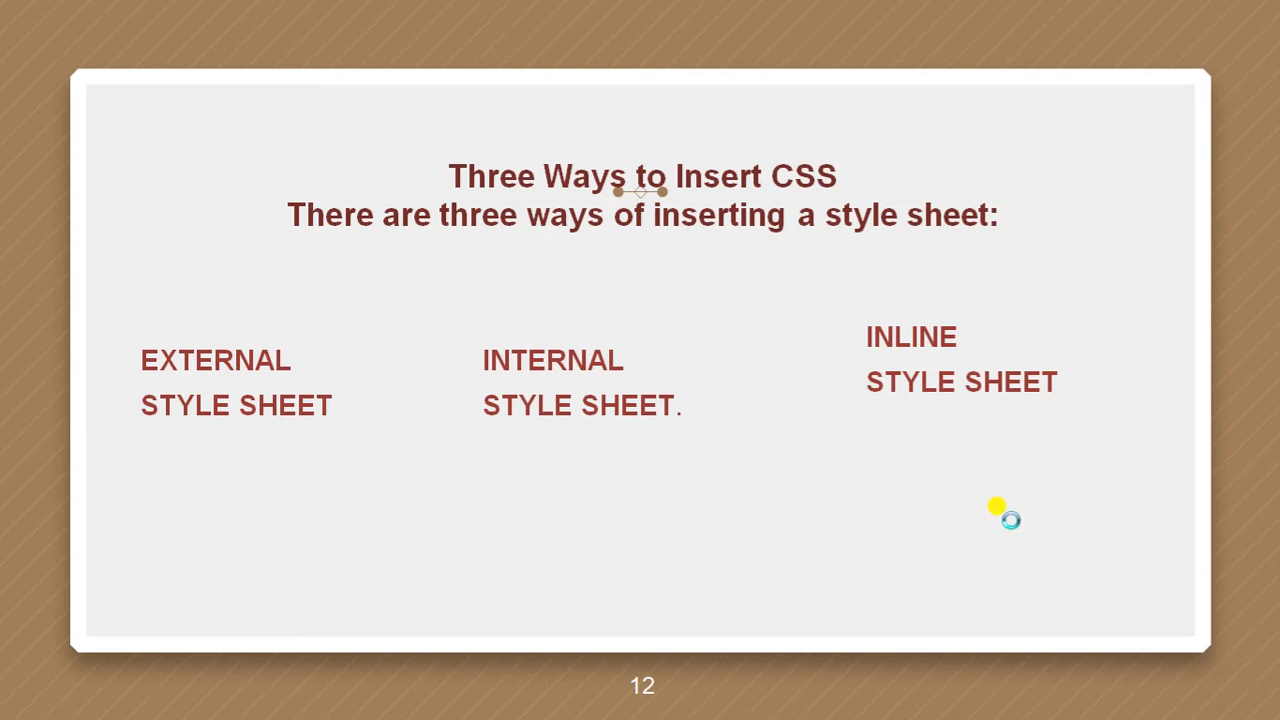 Three Ways to Insert CSS
There are three ways of inserting a style sheet:
EXTERNAL
STYLE SHEET
INTERNAL
STYLE SHEET.
INLINE
STYLE SHEET
12